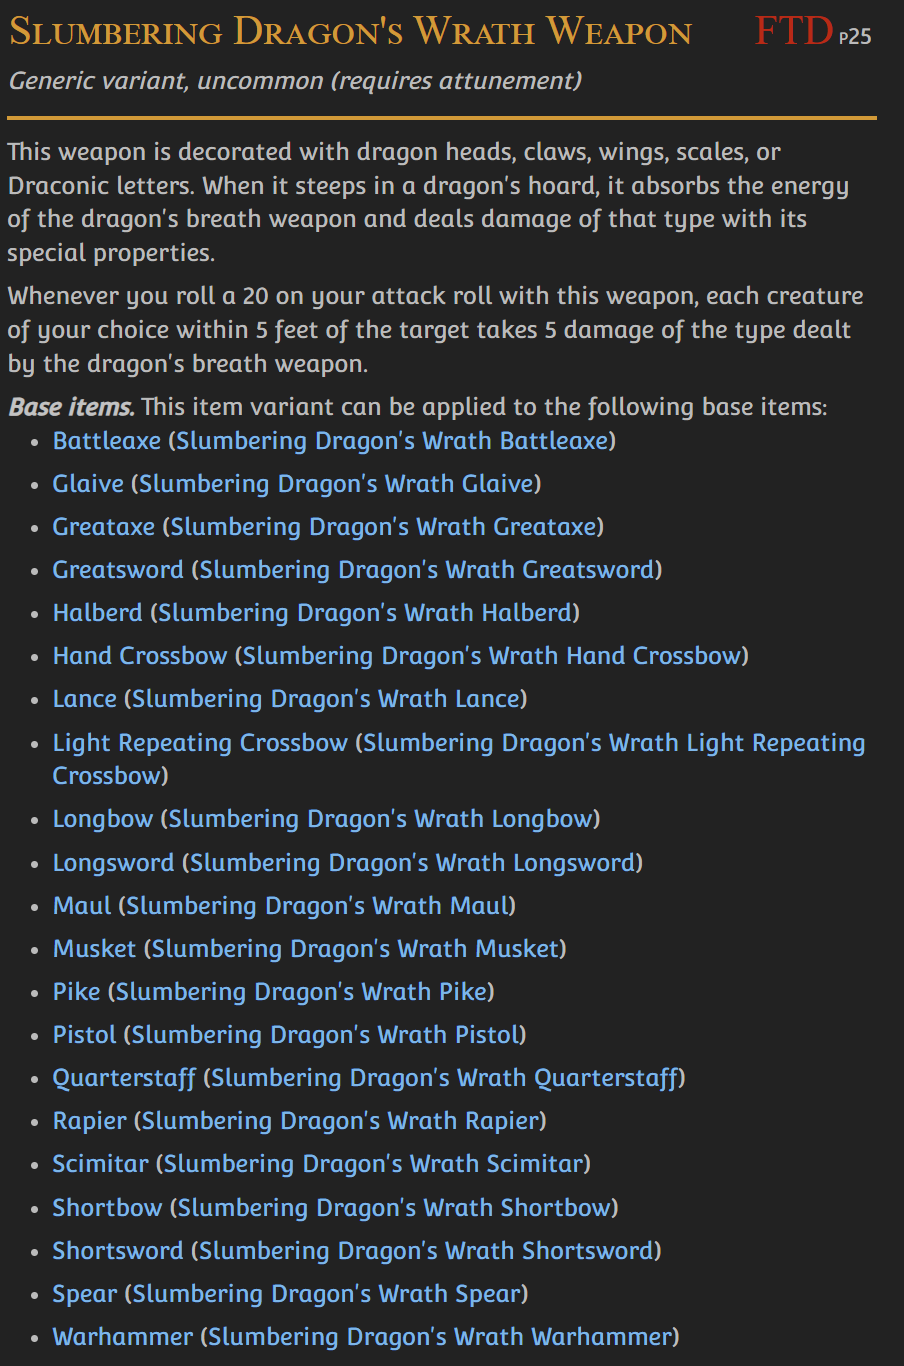 Slumbering Dragon's Wrath Weapon FTD P25
Generic variant, uncommon (requires attunement)
This weapon is decorated with dragon heads, claws, wings, scales, or
Draconic letters. When it steeps in a dragon's hoard, it absorbs the energy
of the dragon's breath weapon and deals damage of that type with its
special properties.
Whenever you roll a 20 on your attack roll with this weapon, each creature
of your choice within 5 feet of the target takes 5 damage of the type dealt
by the dragon's breath weapon.
Base items. This item variant can be applied to the following base items:
• Battleaxe (Slumbering Dragon's Wrath Battleaxe)
• Glaive (Slumbering Dragon's Wrath Glaive)
• Greataxe (Slumbering Dragon's Wrath Greataxe)
• Greatsword (Slumbering Dragon's Wrath Greatsword)
• Halberd (Slumbering Dragon's Wrath Halberd)
• Hand Crossbow (Slumbering Dragon's Wrath Hand Crossbow)
• Lance (Slumbering Dragon's Wrath Lance)
• Light Repeating Crossbow (Slumbering Dragon's Wrath Light Repeating
Crossbow)
• Longbow (Slumbering Dragon's Wrath Longbow)
• Longsword (Slumbering Dragon's Wrath Longsword)
• Maul (Slumbering Dragon's Wrath Maul)
• Musket (Slumbering Dragon's Wrath Musket)
• Pike (Slumbering Dragon's Wrath Pike)
• Pistol (Slumbering Dragon's Wrath Pistol)
• Quarterstaff (Slumbering Dragon's Wrath Quarterstaff)
• Rapier (Slumbering Dragon's Wrath Rapier)
• Scimitar (Slumbering Dragon's Wrath Scimitar)
• Shortbow (Slumbering Dragon's Wrath Shortbow)
• Shortsword (Slumbering Dragon's Wrath Shortsword)
• Spear (Slumbering Dragon's Wrath Spear)
• Warhammer (Slumbering Dragon's Wrath Warhammer)